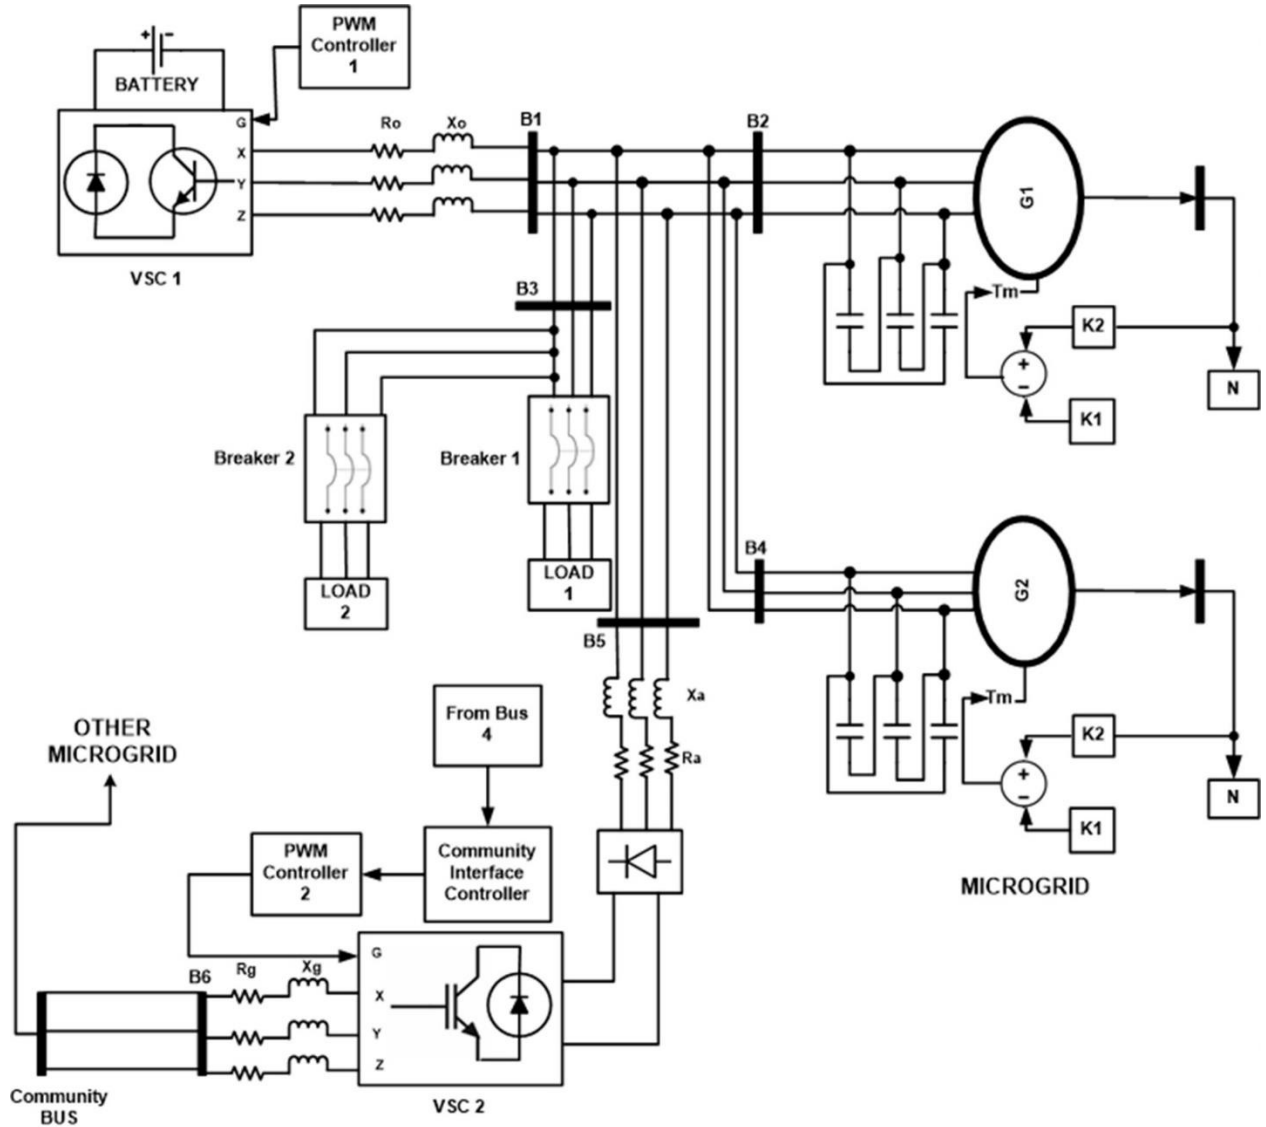 PWM
Controller
1
+ −
BATTERY
G
X
Y
Z
VSC 1
Ro
Xo
B1
B2
G1
Tm
K2
+
−
K1
N
B3
Breaker 2
Breaker 1
LOAD
1
LOAD
2
B4
G2
Tm
K2
+
−
K1
N
MICROGRID
B5
Xa
Ra
From Bus
4
OTHER
MICROGRID
PWM
Controller
2
Community
Interface
Controller
G
X
Y
Z
VSC 2
B6
Rg
Xg
Community
BUS